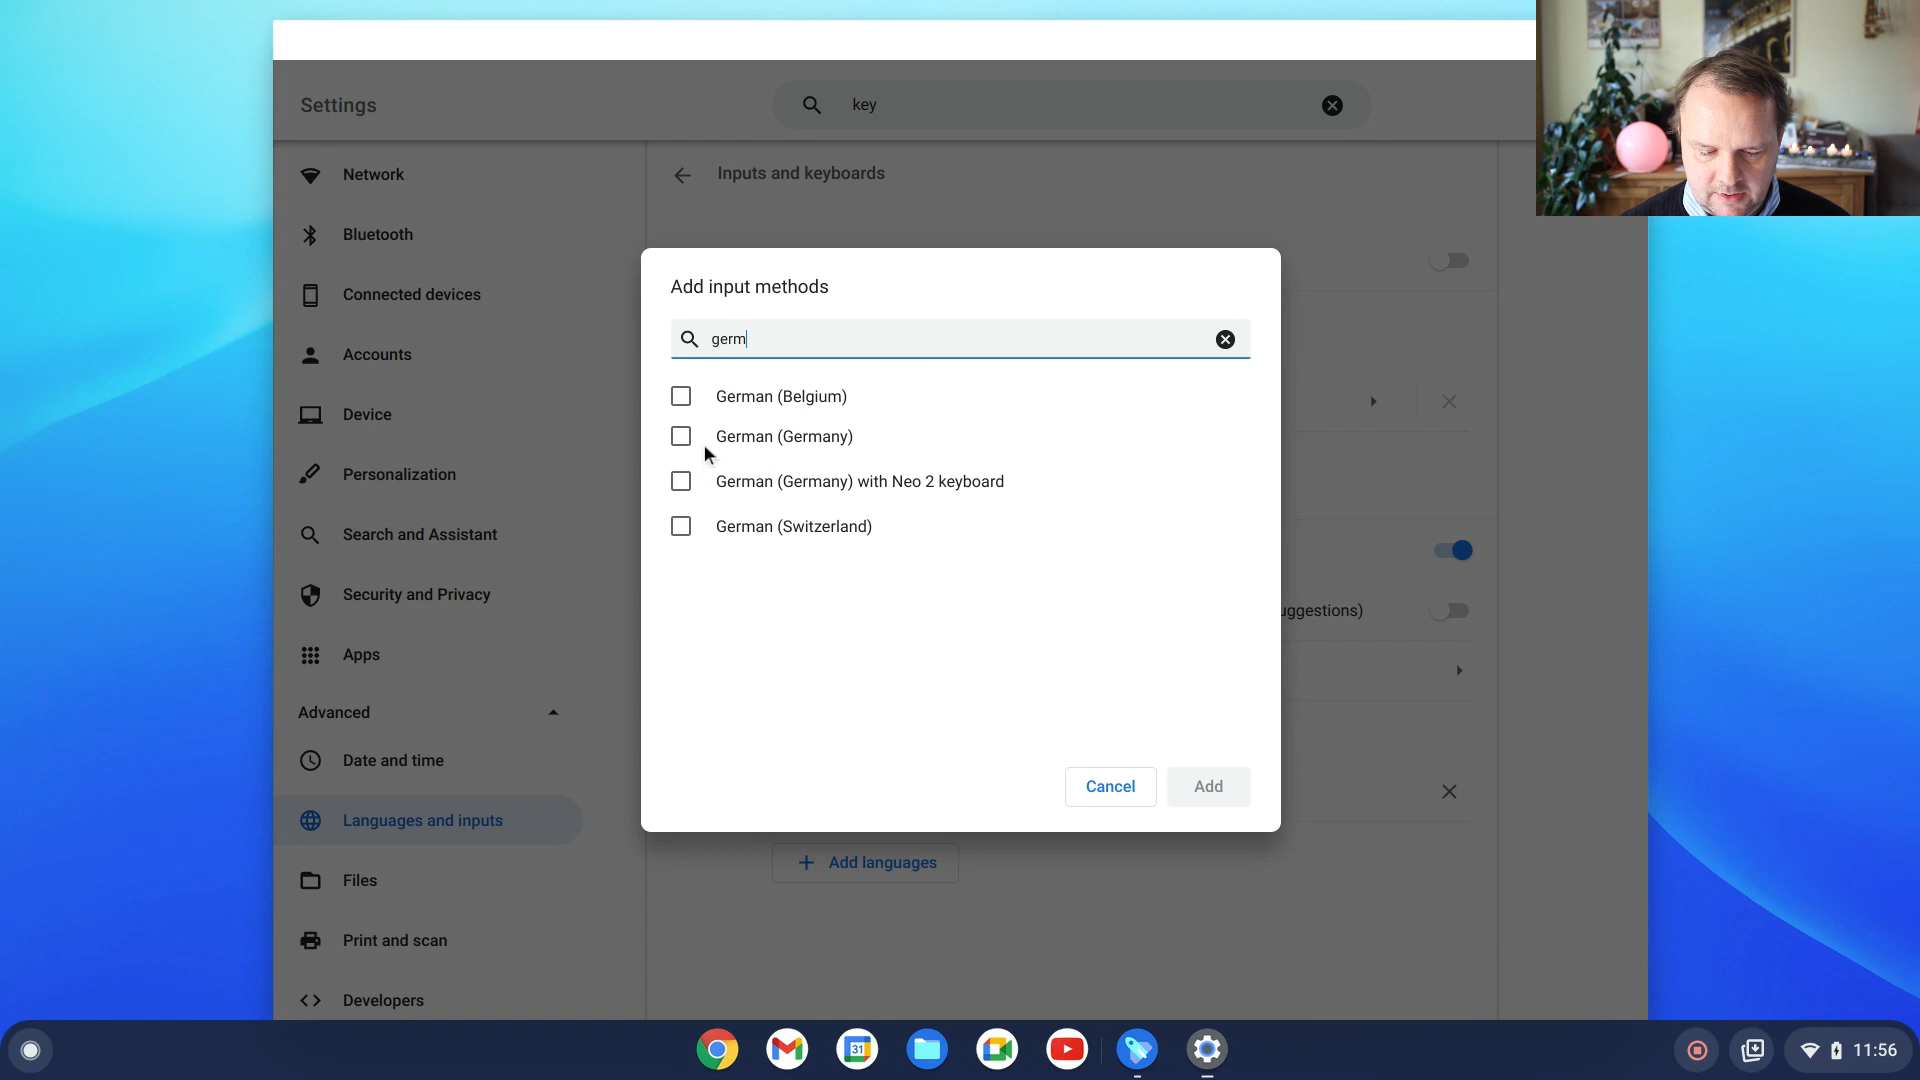 Settings
key
Network
Bluetooth
Connected devices
Accounts
Device
Personalization
Search and Assistant
Security and Privacy
Apps
Advanced
Date and time
Languages and inputs
Files
Print and scan
Developers
Inputs and keyboards
Add input methods
germ
German (Belgium)
German (Germany)
German (Germany) with Neo 2 keyboard
German (Switzerland)
Cancel
Add
uggestions)
Add languages
31
11:56